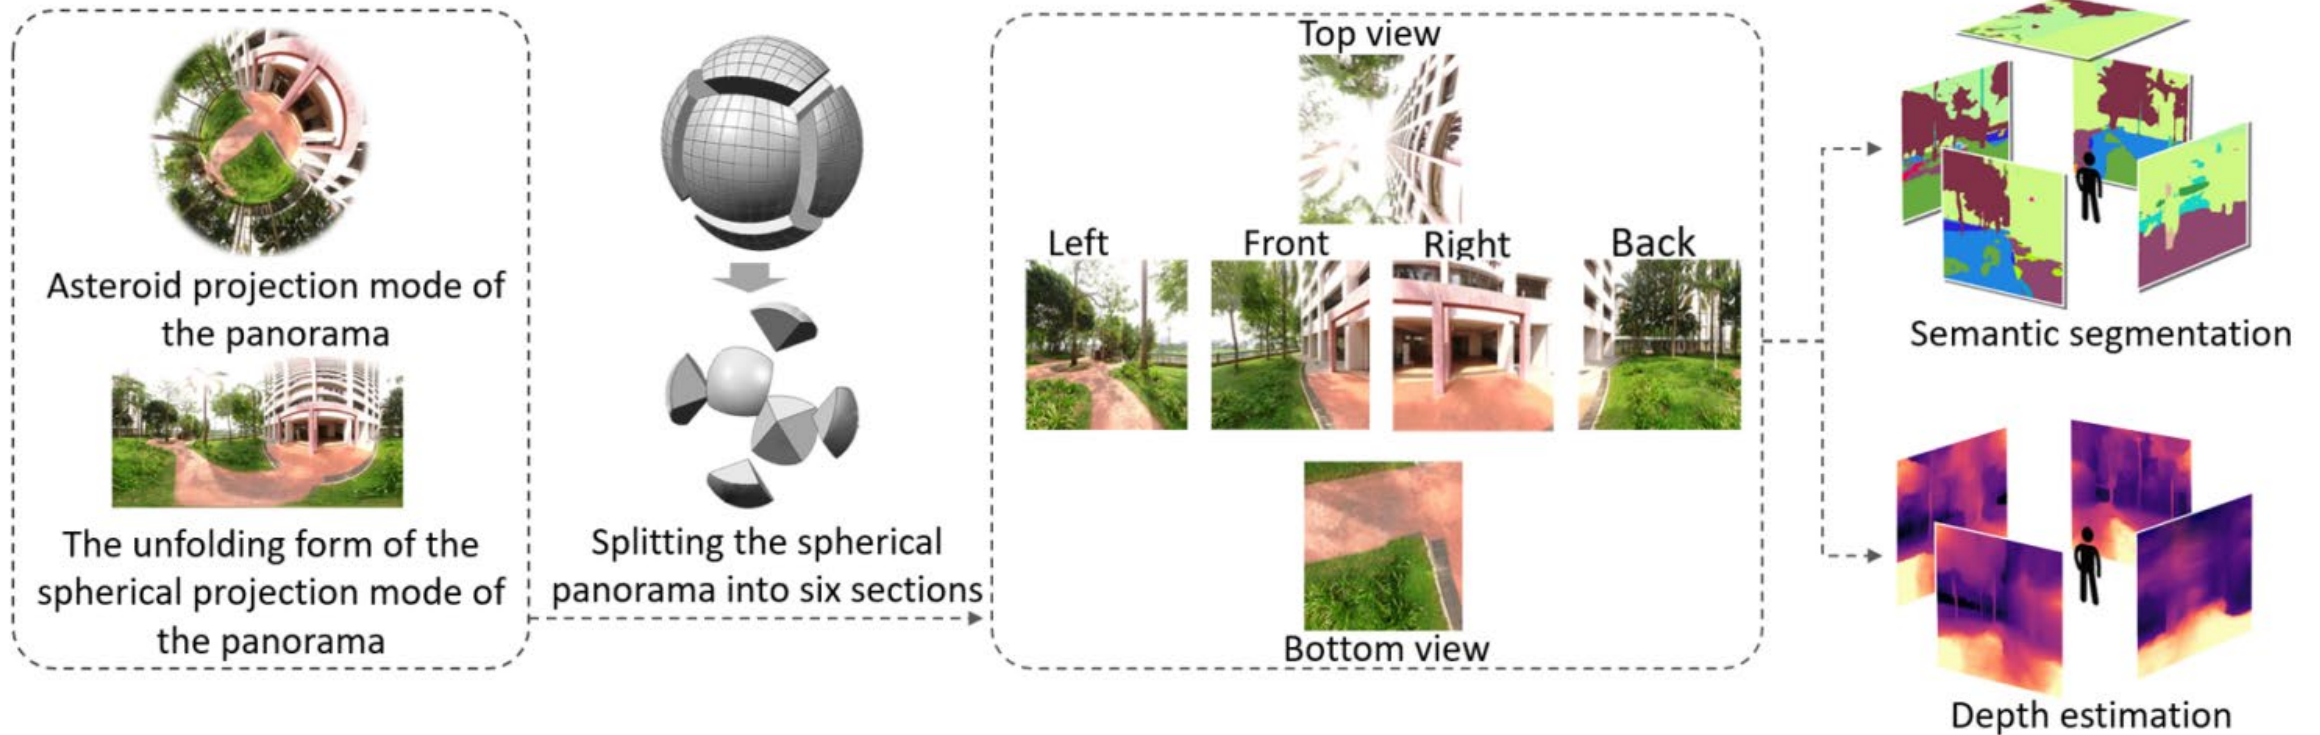 Asteroid projection mode of
the panorama
The unfolding form of the
spherical projection mode of
the panorama
Splitting the spherical
panorama into six sections
Top view
Left
Front
Right
Back
Bottom view
Semantic segmentation
Depth estimation